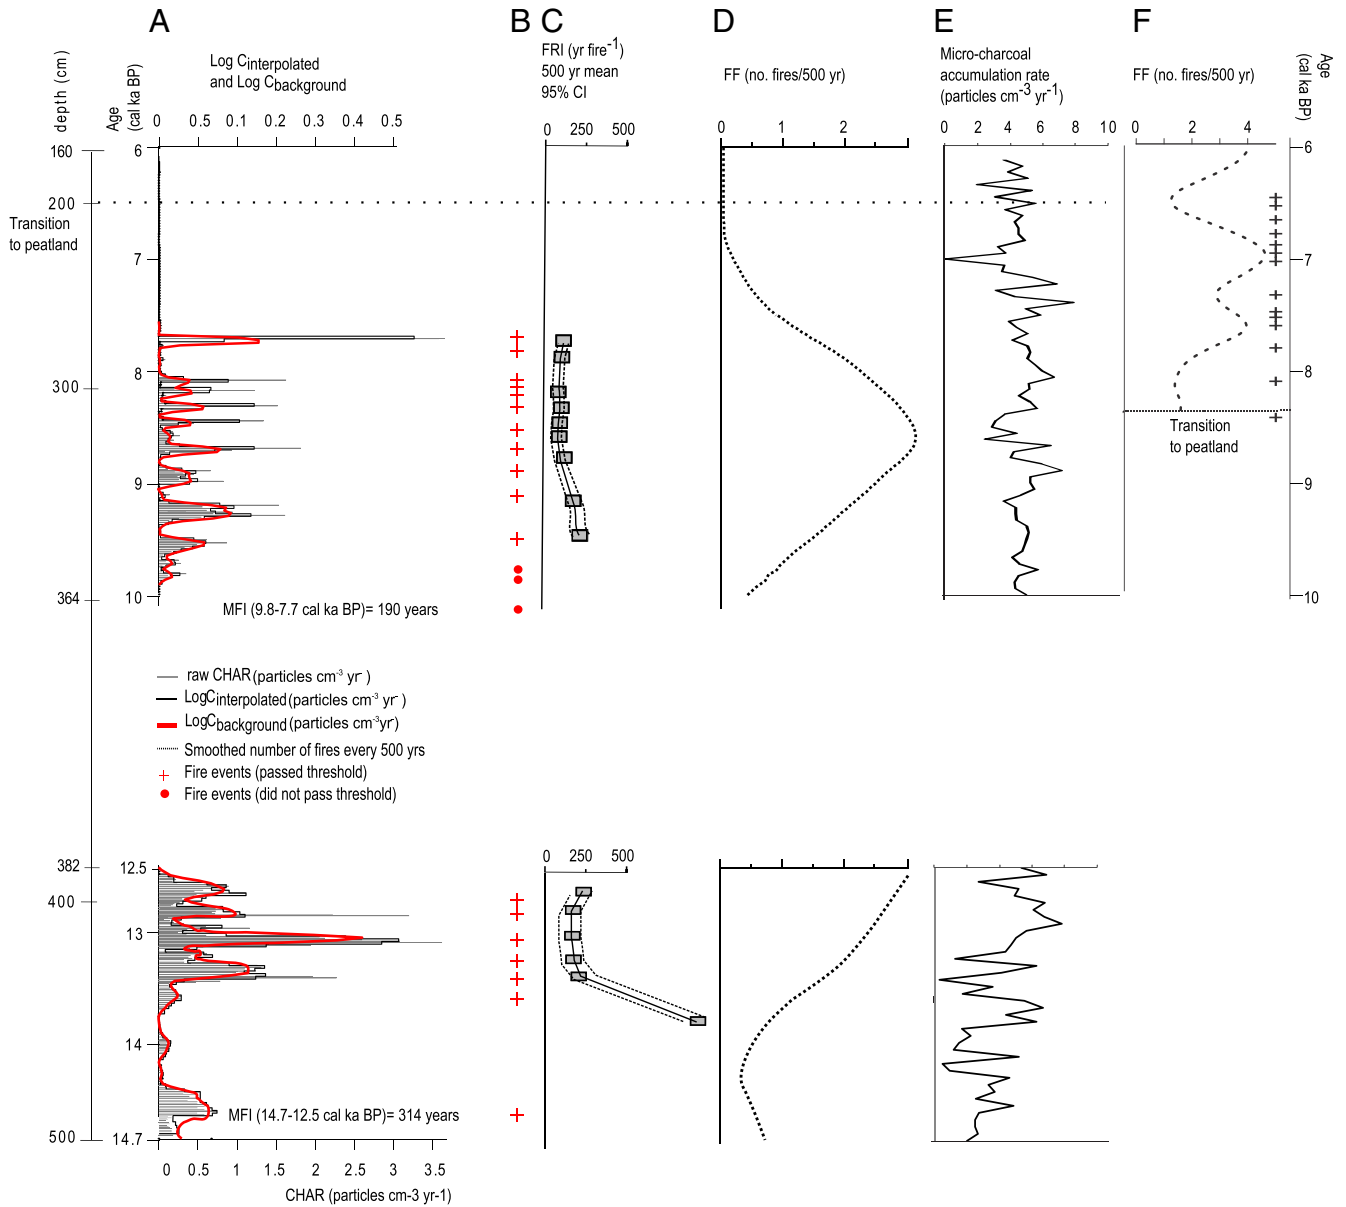 A
B
C
D
E
F
depth (cm)
Age
(cal ka BP)
Log Cinterpolated
and Log Cbackground
FRI (yr fire-1)
500 yr mean
95% CI
FF (no. fires/500 yr)
Micro-charcoal
accumulation rate
(particles cm-3 yr-1)
FF (no. fires/500 yr)
Age
(cal ka BP)
0 0.5 0.1 0.2 0.3 0.4 0.5
0 250 500
0 1 2
0 2 4 6 8 10
0 2 4
160
200
Transition
to peatland
300
364
382
400
500
6
7
8
9
10
6
7
8
9
10
Transition
to peatland
MFI (9.8-7.7 cal ka BP)= 190 years
raw CHAR (particles cm-3 yr-)
LogCinterpolated (particles cm-3 yr-)
LogCbackground (particles cm-3yr-)
Smoothed number of fires every 500 yrs
Fire events (passed threshold)
Fire events (did not pass threshold)
0 250 500
12.5
13
14
14.7
MFI (14.7-12.5 cal ka BP)= 314 years
0 0.5 1 1.5 2 2.5 3 3.5
CHAR (particles cm-3 yr-1)